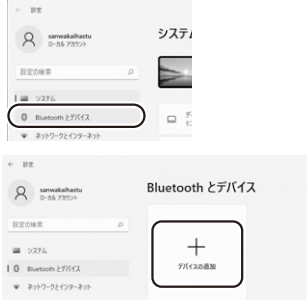 ← 設定
sanwakaihastu
ローカル アカウント
システム
設定の検索
システム
Bluetooth とデバイス
ネットワークとインターネット
← 設定
sanwakaihastu
ローカル アカウント
Bluetooth とデバイス
設定の検索
システム
Bluetooth とデバイス
ネットワークとインターネット
デバイスの追加